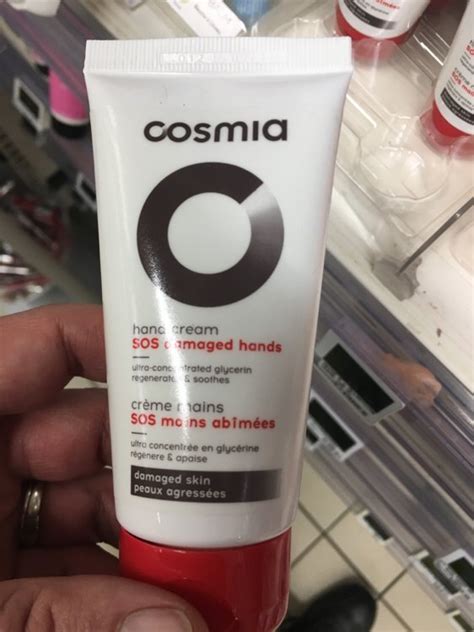 cosmia
hand cream
SOS damaged hands
ultra-concentrated glycerin
regenerates & soothes
crème mains
SOS mains abîmées
ultra concentrée en glycérine
régenere & apaise
damaged skin
peaux agressées